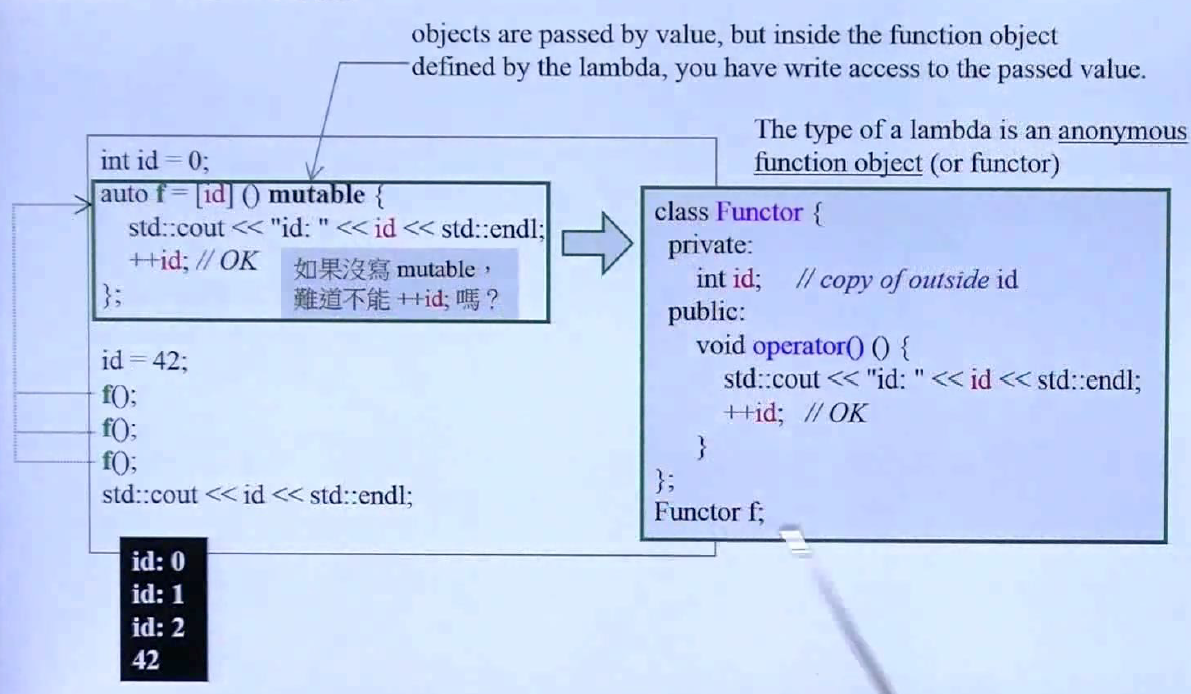 objects are passed by value, but inside the function object
defined by the lambda, you have write access to the passed value.
The type of a lambda is an anonymous
function object (or functor)
int id = 0;
auto f = [id] () mutable {
std::cout << "id: " << id << std::endl;
++id; // OK
};
如果沒寫 mutable，
難道不能 ++id; 嗎？
id = 42;
f();
f();
f();
std::cout << id << std::endl;
class Functor {
private:
int id; // copy of outside id
public:
void operator() () {
std::cout << "id: " << id << std::endl;
++id; // OK
}
};
Functor f;
id: 0
id: 1
id: 2
42